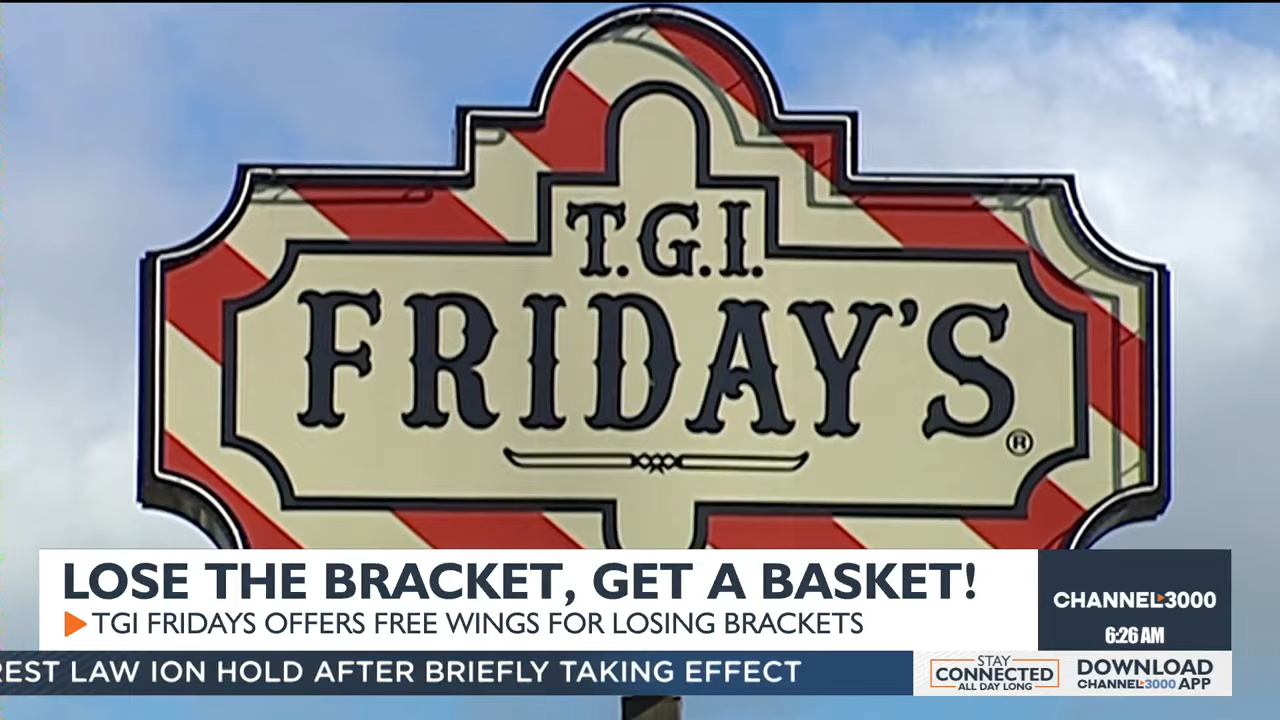 T.G.I.
FRIDAY'S
®
LOSE THE BRACKET, GET A BASKET!
TGI FRIDAYS OFFERS FREE WINGS FOR LOSING BRACKETS
CHANNEL3000
6:26 AM
REST LAW ION HOLD AFTER BRIEFLY TAKING EFFECT
STAY
CONNECTED
ALL DAY LONG
DOWNLOAD
CHANNEL3000 APP